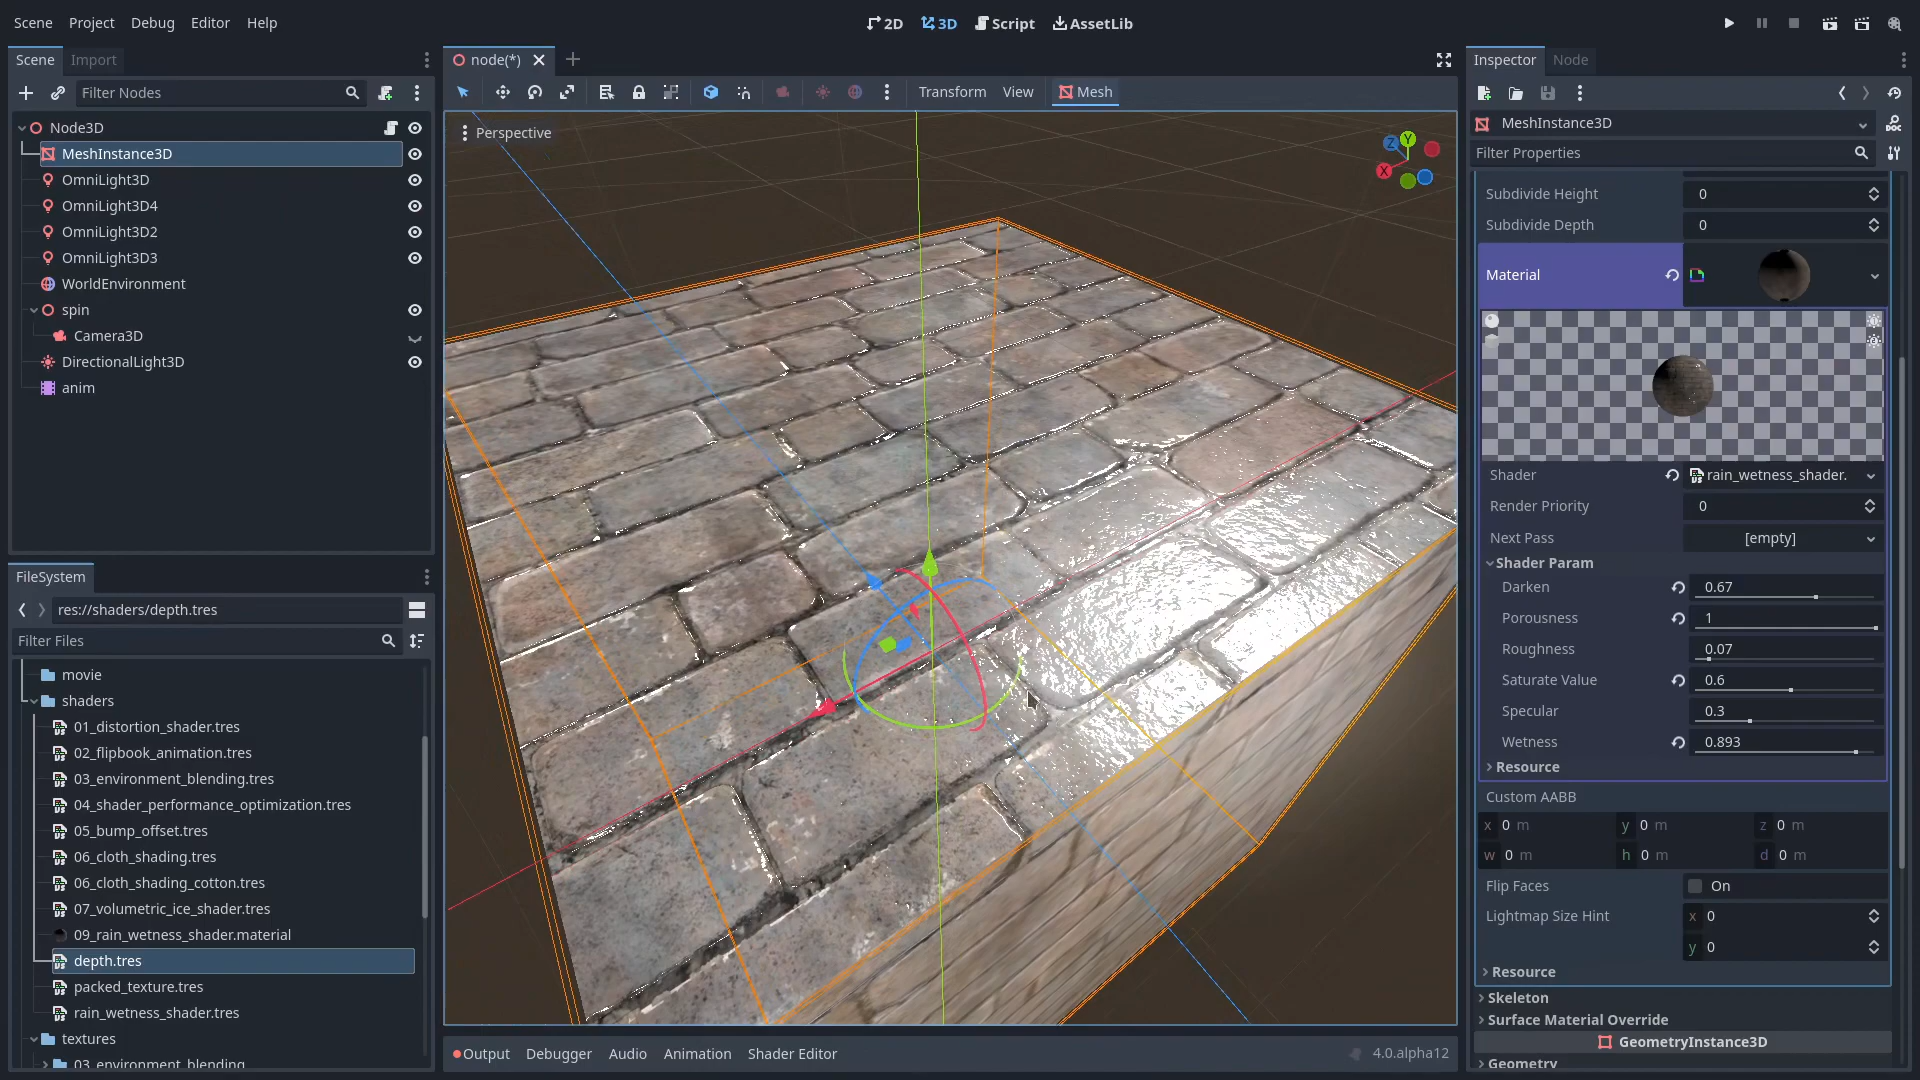 Scene Project Debug Editor Help
2D 3D Script AssetLib
Scene Import
Filter Nodes
Node3D
MeshInstance3D
OmniLight3D
OmniLight3D4
OmniLight3D2
OmniLight3D3
WorldEnvironment
spin
Camera3D
DirectionalLight3D
anim
FileSystem
res://shaders/depth.tres
Filter Files
movie
shaders
01_distortion_shader.tres
02_flipbook_animation.tres
03_environment_blending.tres
04_shader_performance_optimization.tres
05_bump_offset.tres
06_cloth_shading.tres
06_cloth_shading_cotton.tres
07_volumetric_ice_shader.tres
09_rain_wetness_shader.material
depth.tres
packed_texture.tres
rain_wetness_shader.tres
textures
03_environment_blending
node(*)
Transform View Mesh
Perspective
Y
Z
X
Output Debugger Audio Animation Shader Editor 4.0.alpha12
Inspector Node
MeshInstance3D
DOC
Filter Properties
Subdivide Height 0
Subdivide Depth 0
Material
Shader rain_wetness_shader.
Render Priority 0
Next Pass [empty]
Shader Param
Darken 0.67
Porousness 1
Roughness 0.07
Saturate Value 0.6
Specular 0.3
Wetness 0.893
Resource
Custom AABB
x 0 m y 0 m z 0 m
w 0 m h 0 m d 0 m
Flip Faces On
Lightmap Size Hint x 0
y 0
Resource
Skeleton
Surface Material Override
GeometryInstance3D
Geometry